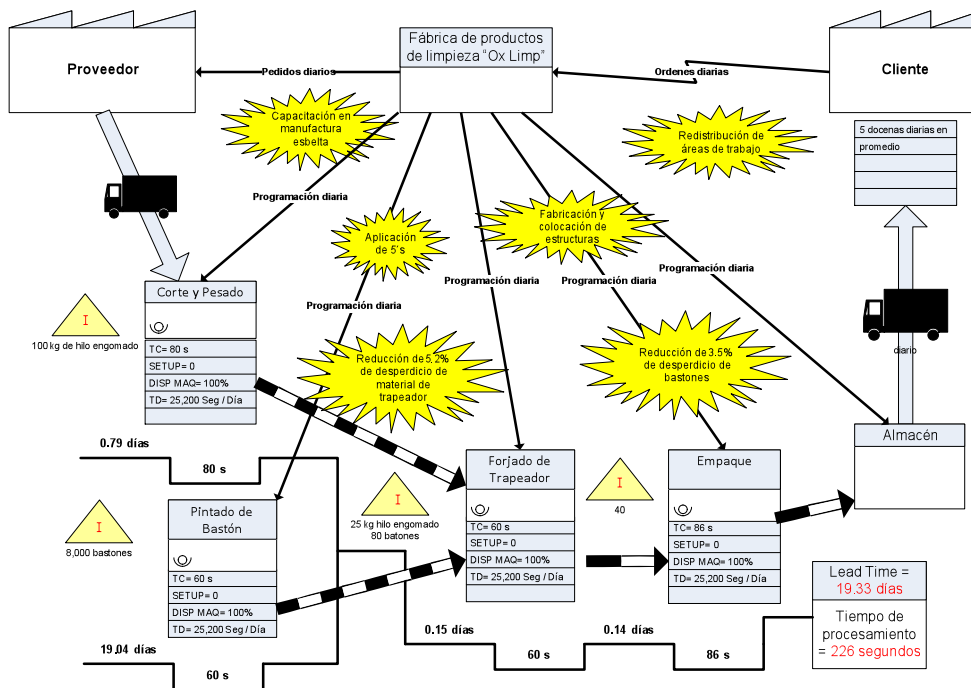 Proveedor
Fábrica de productos
de limpieza "Ox Limp"
Cliente
Pedidos diarios
Ordenes diarias
Capacitación en
manufactura
esbelta
Redistribución de
áreas de trabajo
5 docenas diarias en
promedio
Programación diaria
Aplicación
de 5´s
Fabricación y
colocación de
estructuras
Programación diaria
Programación diaria
Programación diaria
Programación diaria
Corte y Pesado
I
100 kg de hilo engomado
TC= 80 s
SETUP= 0
DISP MAQ= 100%
TD= 25,200 Seg / Día
Reducción de 5,2%
de desperdicio de
material de
trapeador
Reducción de 3.5%
de desperdicio de
bastones
diario
Almacén
0.79 días
80 s
I
8,000 bastones
Pintado de
Bastón
TC= 60 s
SETUP= 0
DISP MAQ= 100%
TD= 25,200 Seg / Día
19.04 días
60 s
I
25 kg hilo engomado
80 batones
Forjado de
Trapeador
TC= 60 s
SETUP= 0
DISP MAQ= 100%
TD= 25,200 Seg / Día
I
40
Empaque
TC= 86 s
SETUP= 0
DISP MAQ= 100%
TD= 25,200 Seg / Día
0.15 días
60 s
0.14 días
86 s
Lead Time =
19.33 días
Tiempo de
procesamiento
= 226 segundos